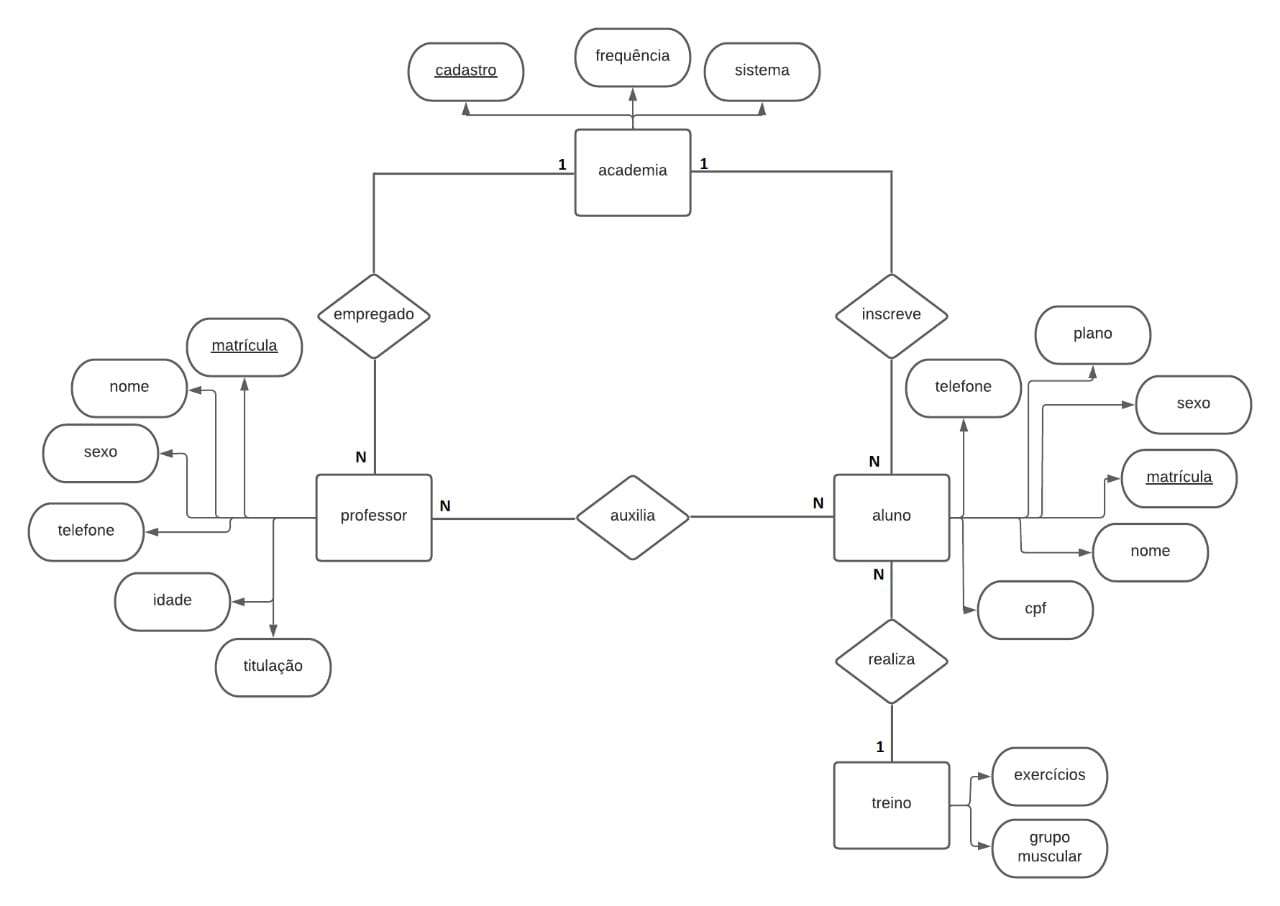 frequência
cadastro
sistema
1
academia
1
empregado
inscreve
matrícula
plano
nome
telefone
sexo
sexo
N
N
matrícula
telefone
professor
N
auxilia
N
aluno
nome
N
idade
cpf
titulação
realiza
1
treino
exercícios
grupo
muscular